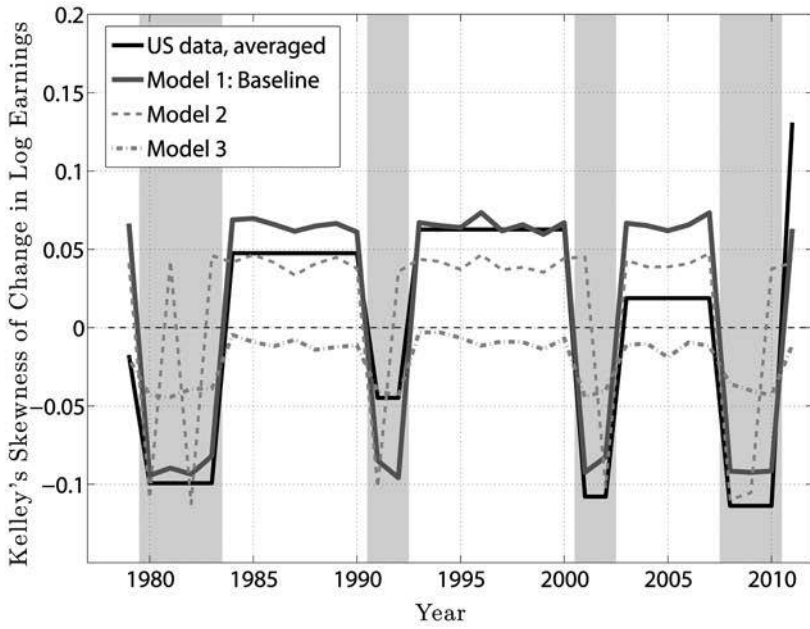 Kelley's Skewness of Change in Log Earnings
0.2
0.15
0.1
0.05
0
−0.05
−0.1
US data, averaged
Model 1: Baseline
Model 2
Model 3
1980 1985 1990 1995 2000 2005 2010
Year